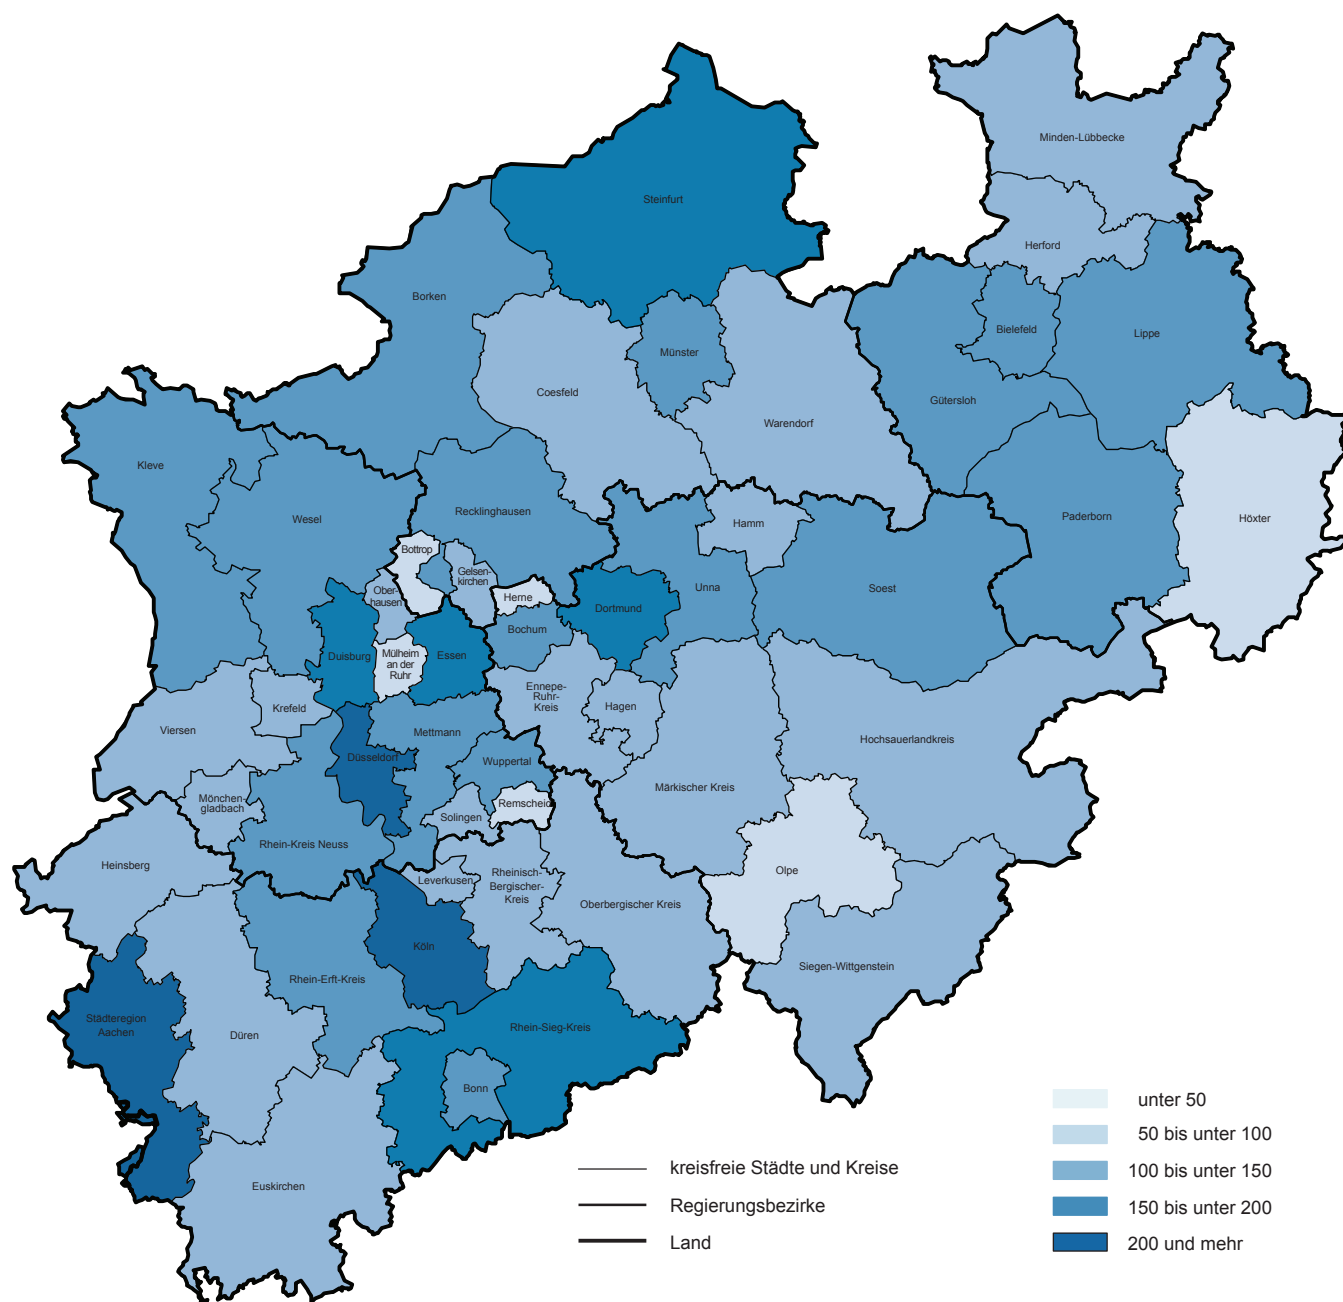 Minden-Lübbecke
Steinfurt
Herford
Borken
Bielefeld
Lippe
Münster
Coesfeld
Gütersloh
Warendorf
Kleve
Recklinghausen
Wesel
Hamm
Paderborn
Höxter
Bottrop
Gelsen-
kirchen
Ober-
hausen
Herne
Dortmund
Unna
Soest
Bochum
Duisburg
Mülheim
an der
Ruhr
Essen
Ennepe-
Ruhr-
Kreis
Hagen
Krefeld
Viersen
Mettmann
Hochsauerlandkreis
Düsseldorf
Wuppertal
Märkischer Kreis
Mönchen-
gladbach
Remscheid
Solingen
Rhein-Kreis Neuss
Heinsberg
Olpe
Leverkusen
Rheinisch-
Bergischer-
Kreis
Oberbergischer Kreis
Köln
Siegen-Wittgenstein
Rhein-Erft-Kreis
Städteregion
Aachen
Düren
Rhein-Sieg-Kreis
Bonn
Euskirchen
kreisfreie Städte und Kreise
Regierungsbezirke
Land
unter 50
50 bis unter 100
100 bis unter 150
150 bis unter 200
200 und mehr